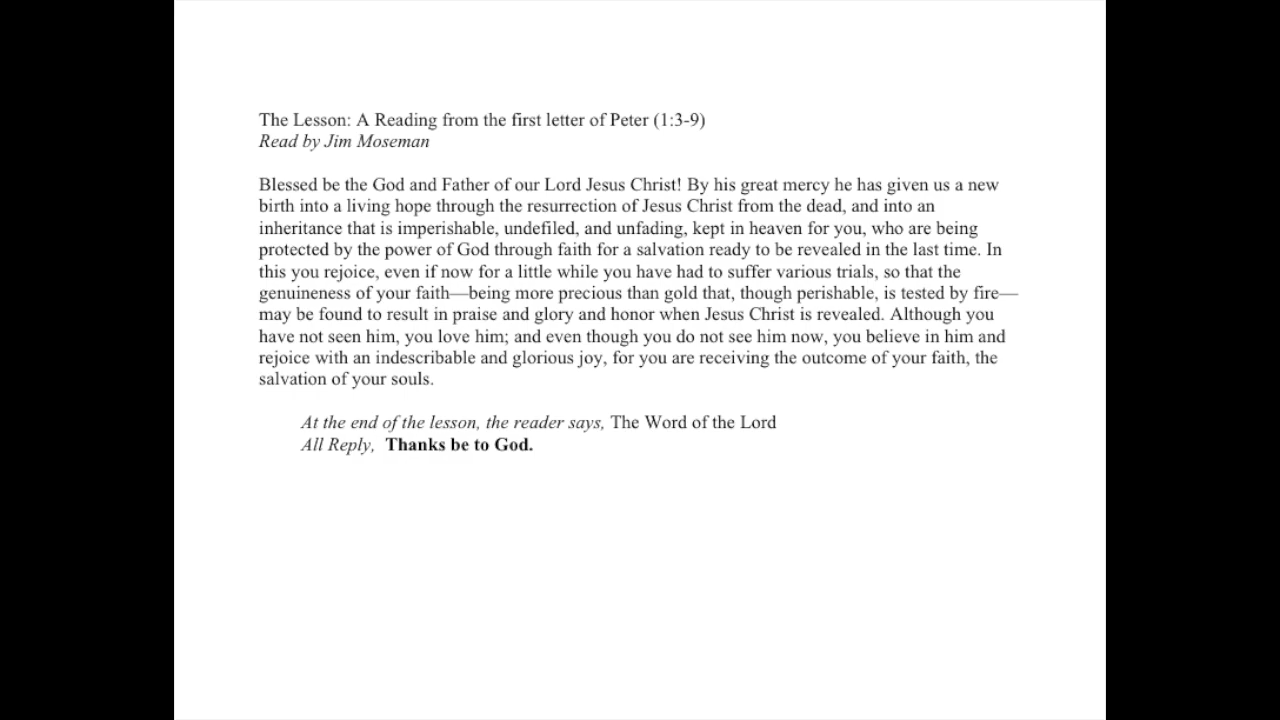 The Lesson: A Reading from the first letter of Peter (1:3-9)
Read by Jim Moseman
Blessed be the God and Father of our Lord Jesus Christ! By his great mercy he has given us a new
birth into a living hope through the resurrection of Jesus Christ from the dead, and into an
inheritance that is imperishable, undefiled, and unfading, kept in heaven for you, who are being
protected by the power of God through faith for a salvation ready to be revealed in the last time. In
this you rejoice, even if now for a little while you have had to suffer various trials, so that the
genuineness of your faith—being more precious than gold that, though perishable, is tested by fire—
may be found to result in praise and glory and honor when Jesus Christ is revealed. Although you
have not seen him, you love him; and even though you do not see him now, you believe in him and
rejoice with an indescribable and glorious joy, for you are receiving the outcome of your faith, the
salvation of your souls.
At the end of the lesson, the reader says, The Word of the Lord
All Reply, Thanks be to God.